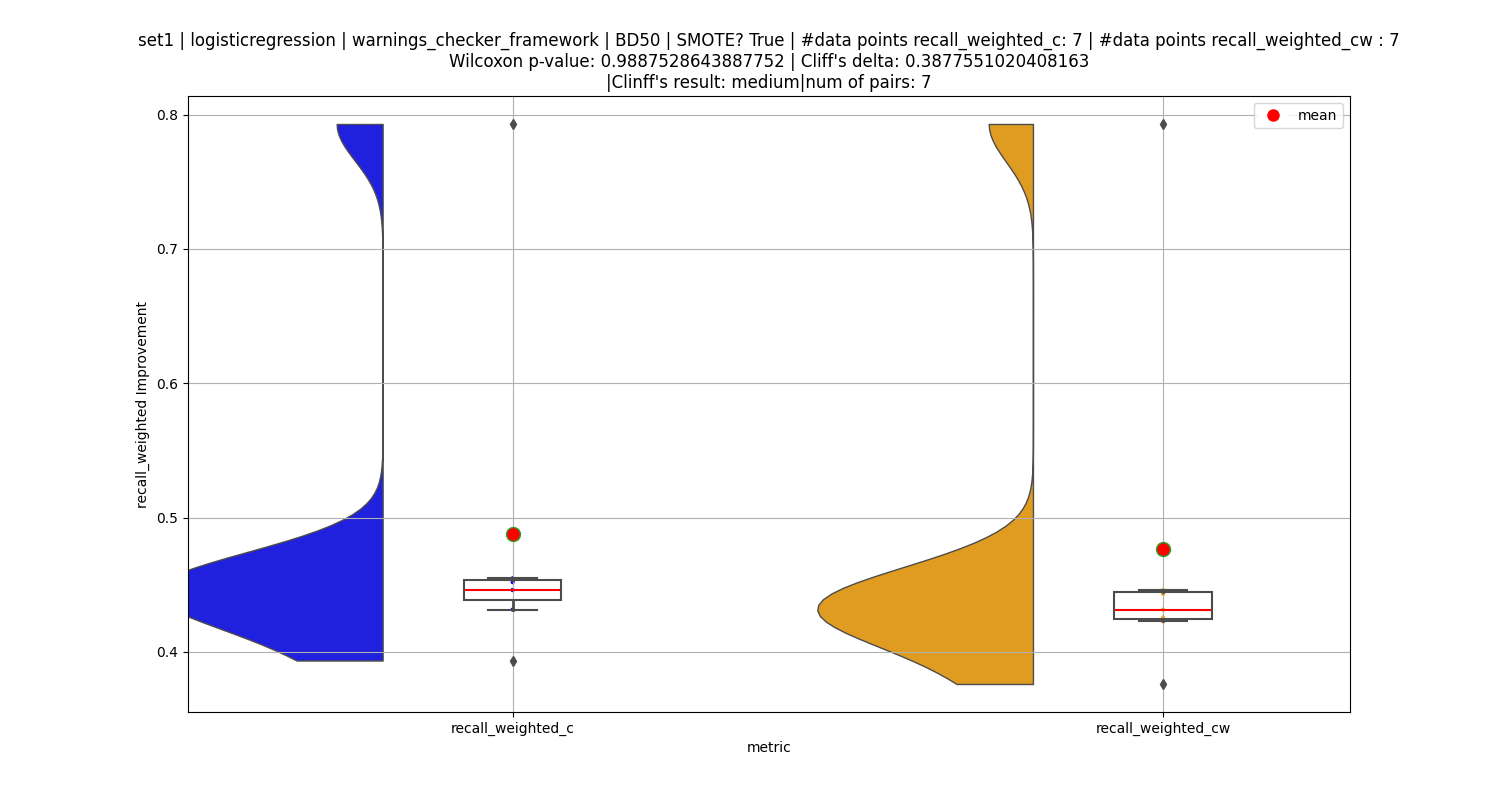 set1 | logisticregression | warnings_checker_framework | BD50 | SMOTE? True | #data points recall_weighted_c: 7 | #data points recall_weighted_cw : 7
Wilcoxon p-value: 0.9887528643887752 | Cliff's delta: 0.3877551020408163
|Clinff's result: medium|num of pairs: 7
mean
0.8
0.7
0.6
0.5
0.4
recall_weighted Improvement
recall_weighted_c
recall_weighted_cw
metric